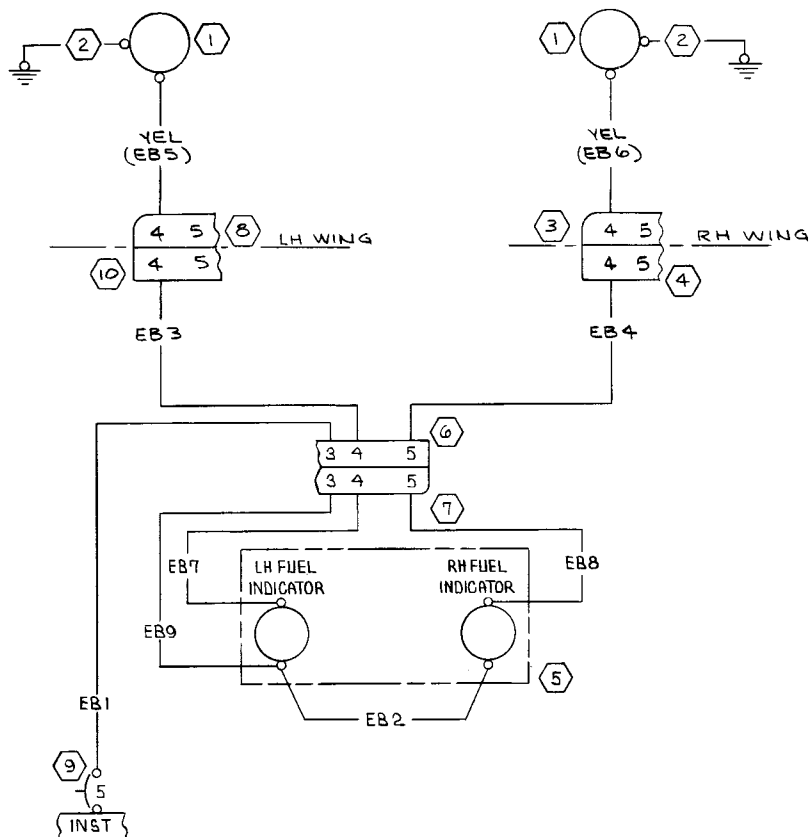 2 1 1 2
YEL
(EB5)
YEL
(EB6)
4 5 8 LH WING
10 4 5
3 4 5 RH WING
4 5 4
EB3
EB4
6
3 4 5
3 4 5
7
EB7
LH FUEL
INDICATOR
RH FUEL
INDICATOR
EB8
EB9
5
EB1
EB2
9
5
INST